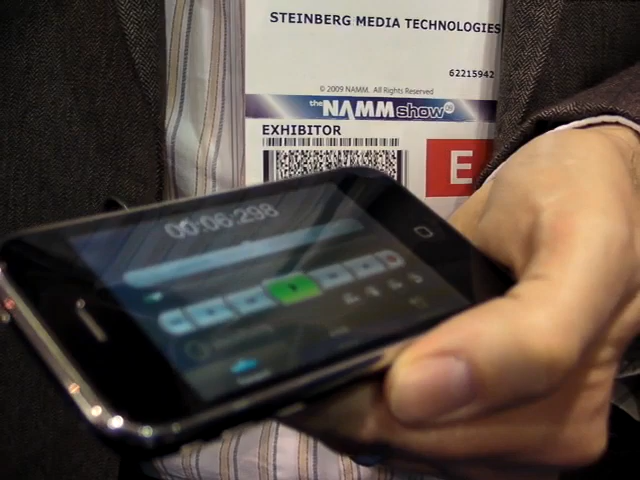 STEINBERG MEDIA TECHNOLOGIES
62215942
© 2009 NAMM. All Rights Reserved
the NAMM show
EXHIBITOR
E
00:06:298